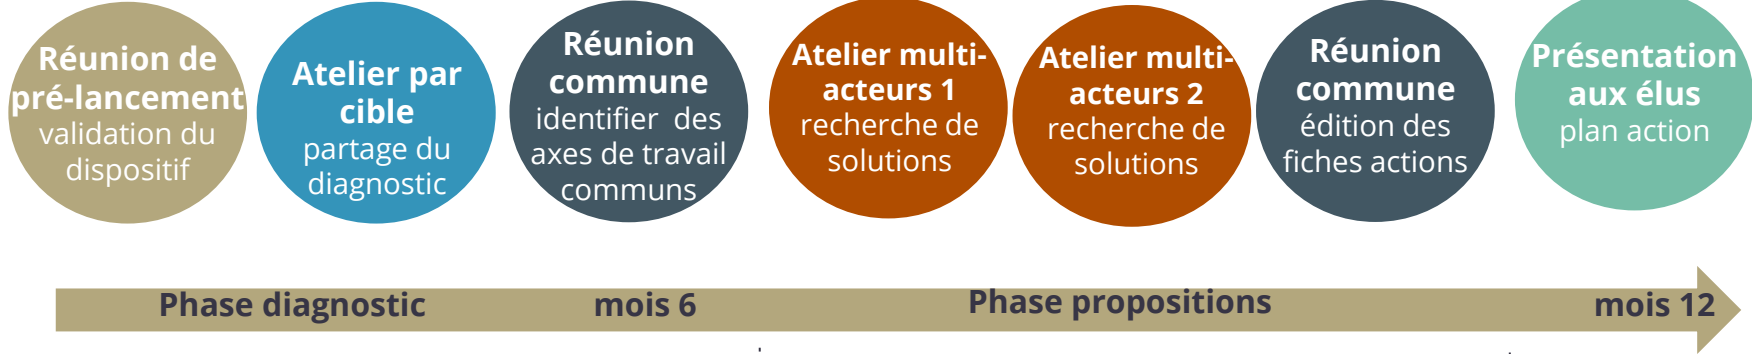 Réunion de
pré-lancement
validation du
dispositif
Atelier par
cible
partage du
diagnostic
Réunion
commune
identifier des
axes de travail
communs
Atelier multi-
acteurs 1
recherche de
solutions
Atelier multi-
acteurs 2
recherche de
solutions
Réunion
commune
édition des
fiches actions
Présentation
aux élus
plan action
Phase diagnostic
mois 6
Phase propositions
mois 12